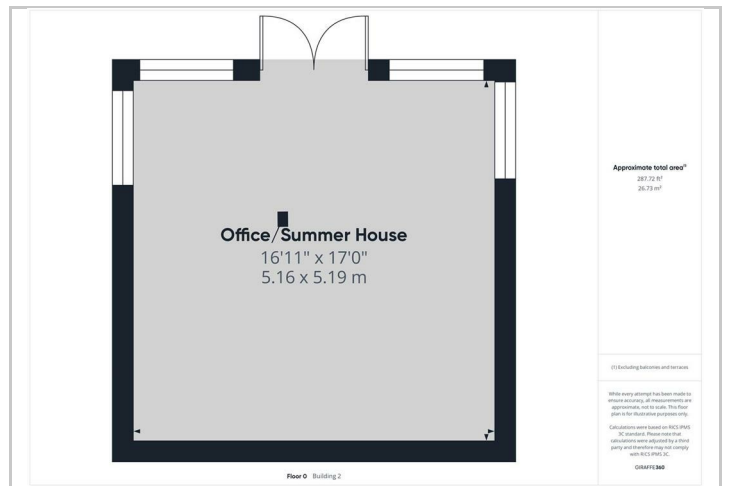 Office/Summer House
16'11" x 17'0"
5.16 x 5.19 m
Floor 0 Building 2
Approximate total area⁽¹⁾
287.72 ft²
26.73 m²
(1) Excluding balconies and terraces
While every attempt has been made to
ensure accuracy, all measurements are
approximate, not to scale. This floor
plan is for illustrative purposes only.
Calculations were based on RICS IPMS
3C standard. Please note that
calculations were adjusted by a third
party and therefore may not comply
with RICS IPMS 3C.
GIRAFFE360